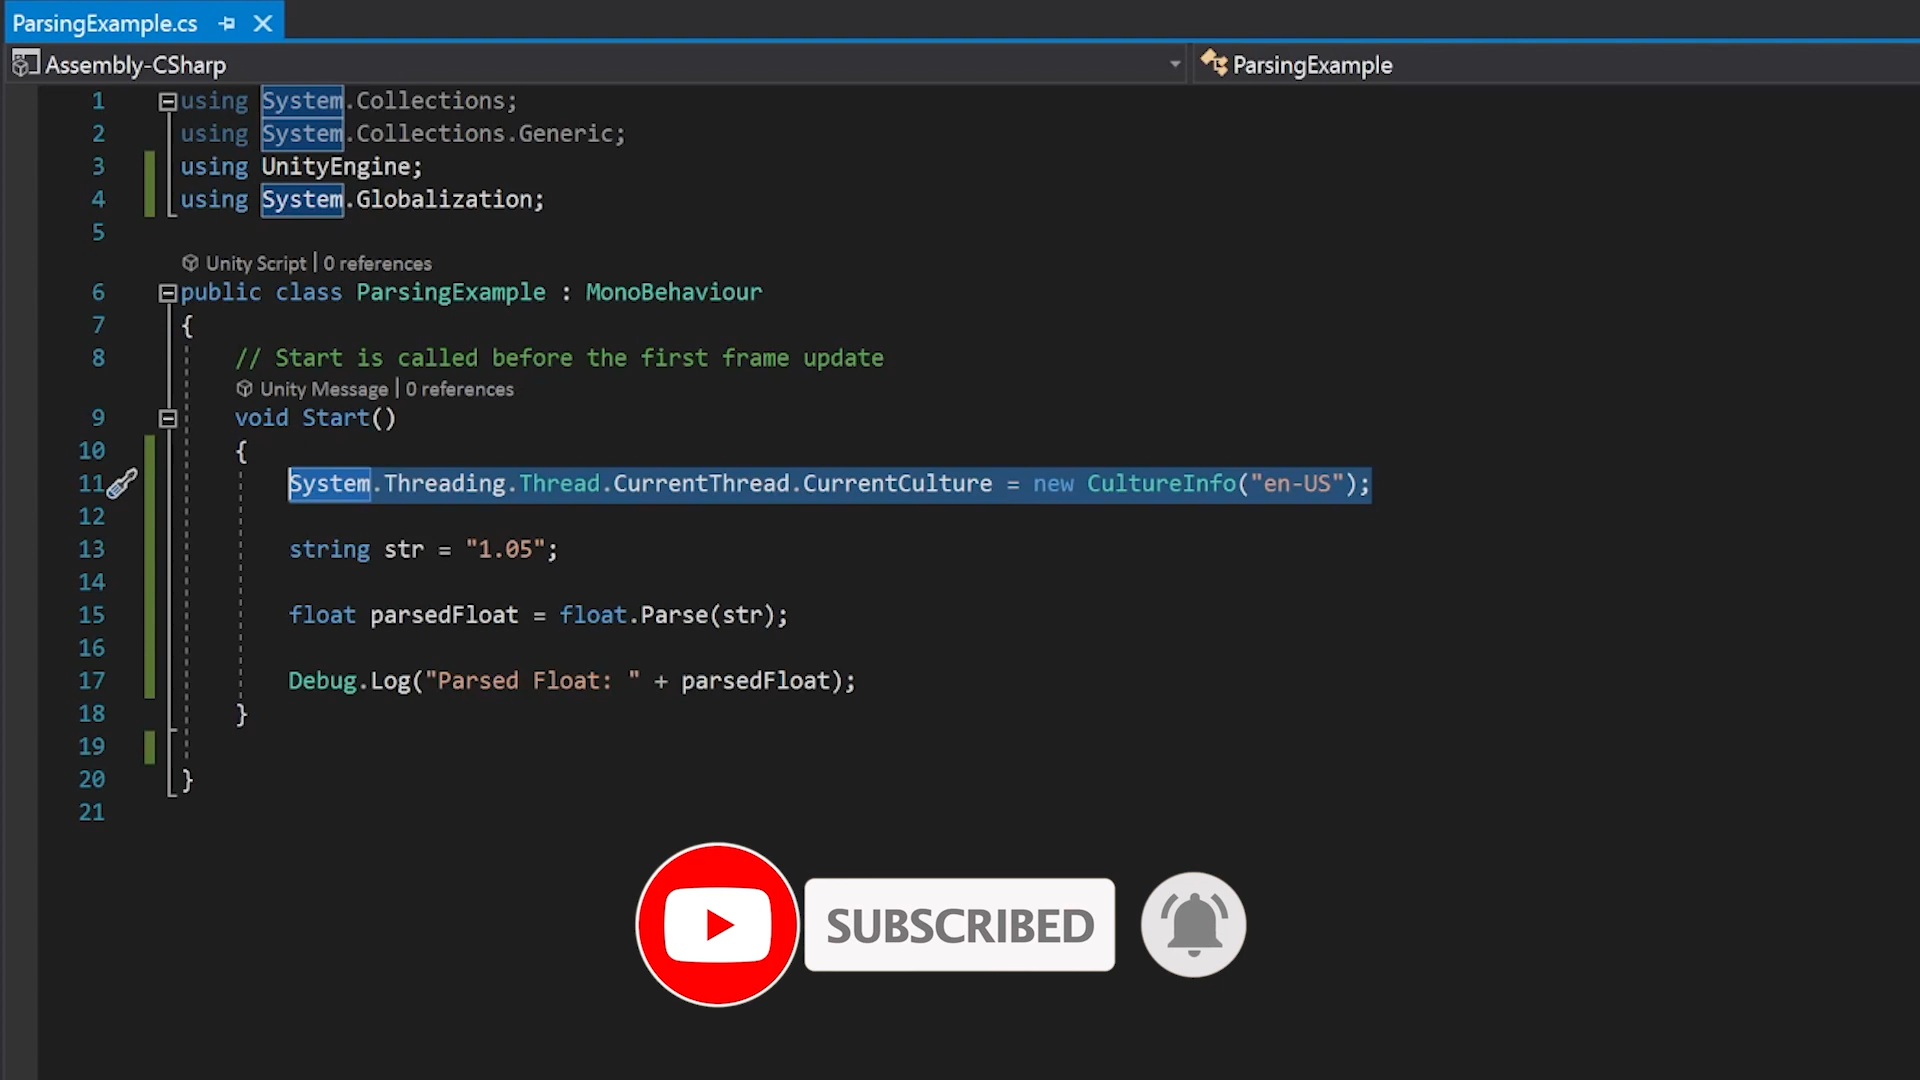 ParsingExample.cs
Assembly-CSharp
ParsingExample
1 using System.Collections;
2 using System.Collections.Generic;
3 using UnityEngine;
4 using System.Globalization;
5
Unity Script | 0 references
6 public class ParsingExample : MonoBehaviour
7 {
8 // Start is called before the first frame update
Unity Message | 0 references
9 void Start()
10 {
11 System.Threading.Thread.CurrentThread.CurrentCulture = new CultureInfo("en-US");
12
13 string str = "1.05";
14
15 float parsedFloat = float.Parse(str);
16
17 Debug.Log("Parsed Float: " + parsedFloat);
18 }
19
20 }
21
SUBSCRIBED